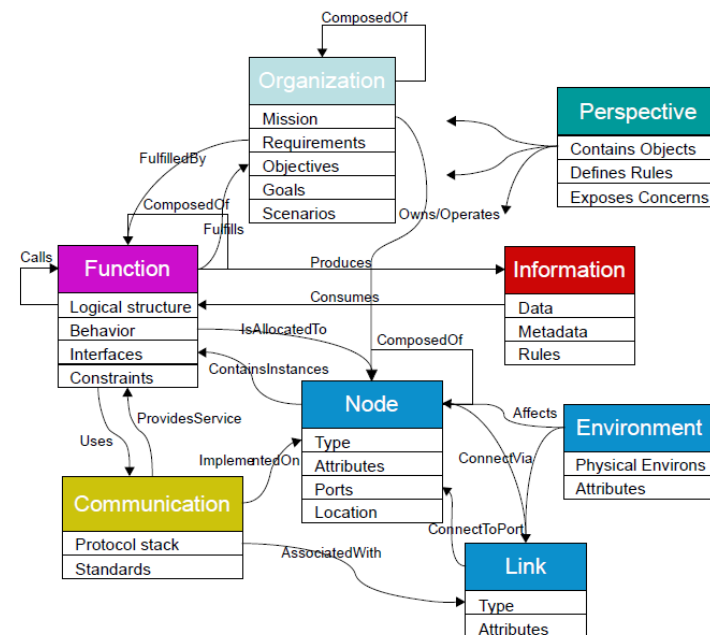 ComposedOf
Organization
Mission
Requirements
Objectives
Goals
Scenarios
Perspective
Contains Objects
Defines Rules
Exposes Concerns
FulfilledBy
ComposedOf
Fulfills
Owns/Operates
Calls
Function
Logical structure
Behavior
Interfaces
Constraints
Produces
Consumes
Information
Data
Metadata
Rules
IsAllocatedTo
ContainsInstances
ComposedOf
Node
Type
Attributes
Ports
Location
Affects
Environment
Physical Environs
Attributes
ProvidesService
Uses
ImplementedOn
ConnectVia
Communication
Protocol stack
Standards
ConnectToPort
AssociatedWith
Link
Type
Attributes